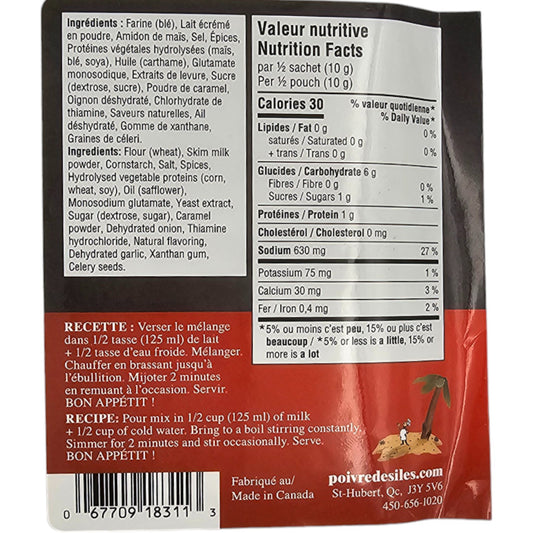 Ingrédients : Farine (blé), Lait écrémé
en poudre, Amidon de maïs, Sel, Épices,
Protéines végétales hydrolysées (maïs,
blé, soya), Huile (carthame), Glutamate
monosodique, Extraits de levure, Sucre
(dextrose, sucre), Poudre de caramel,
Oignon déshydraté, Chlorhydrate de
thiamine, Saveurs naturelles, Ail
déshydraté, Gomme de xanthane,
Graines de céleri.
Ingredients: Flour (wheat), Skim milk
powder, Cornstarch, Salt, Spices,
Hydrolysed vegetable proteins (corn,
wheat, soy), Oil (safflower),
Monosodium glutamate, Yeast extract,
Sugar (dextrose, sugar), Caramel
powder, Dehydrated onion, Thiamine
hydrochloride, Natural flavoring,
Dehydrated garlic, Xanthan gum,
Celery seeds.
Valeur nutritive
Nutrition Facts
par ½ sachet (10 g)
Per ½ pouch (10 g)
Calories 30
% valeur quotidienne*
% Daily Value*
Lipides / Fat 0 g 0 %
saturés / Saturated 0 g
+ trans / Trans 0 g 0 %
Glucides / Carbohydrate 6 g
Fibres / Fibre 0 g 0 %
Sucres / Sugars 1 g 1 %
Protéines / Protein 1 g
Cholestérol / Cholesterol 0 mg
Sodium 630 mg 27 %
Potassium 75 mg 1 %
Calcium 30 mg 3 %
Fer / Iron 0,4 mg 2 %
*5% ou moins c'est peu, 15% ou plus c'est
beaucoup / *5% or less is a little, 15% or
more is a lot
RECETTE : Verser le mélange
dans 1/2 tasse (125 ml) de lait
+ 1/2 tasse d'eau froide. Mélanger.
Chauffer en brassant jusqu'à
l'ébullition. Mijoter 2 minutes
en remuant à l'occasion. Servir.
BON APPÉTIT !
RECIPE: Pour mix in 1/2 cup (125 ml) of milk
+ 1/2 cup of cold water. Bring to a boil stirring constantly.
Simmer for 2 minutes and stir occasionally. Serve.
BON APPÉTIT !
0 67709 18311 3
Fabriqué au/
Made in Canada
poivredesiles.com
St-Hubert, Qc, J3Y 5V6
450-656-1020